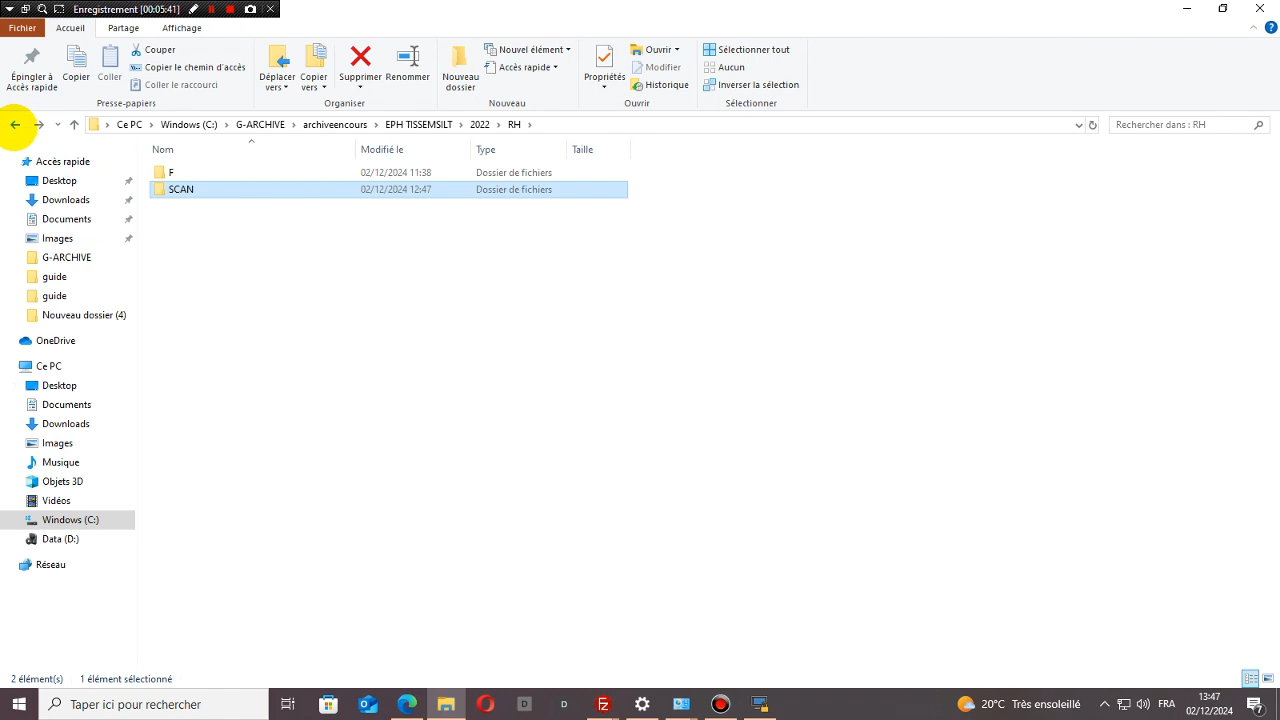 Enregistrement [00:05:41]
Fichier Accueil Partage Affichage
Épingler à Accès rapide
Copier
Coller
Couper
Copier le chemin d'accès
Coller le raccourci
Presse-papiers
Déplacer vers
Copier vers
Supprimer
Renommer
Organiser
Nouveau dossier
Nouvel élément
Accès rapide
Nouveau
Propriétés
Ouvrir
Modifier
Historique
Ouvrir
Sélectionner tout
Aucun
Inverser la sélection
Sélectionner
Ce PC > Windows (C:) > G-ARCHIVE > archiveencours > EPH TISSEMSILT > 2022 > RH >
Rechercher dans : RH
Nom Modifié le Type Taille
F 02/12/2024 11:38 Dossier de fichiers
SCAN 02/12/2024 12:47 Dossier de fichiers
Accès rapide
Desktop
Downloads
Documents
Images
G-ARCHIVE
guide
guide
Nouveau dossier (4)
OneDrive
Ce PC
Desktop
Documents
Downloads
Images
Musique
Objets 3D
Vidéos
Windows (C:)
Data (D:)
Réseau
2 élément(s) 1 élément sélectionné
Taper ici pour rechercher
20°C Très ensoleillé
FRA
13:47
02/12/2024